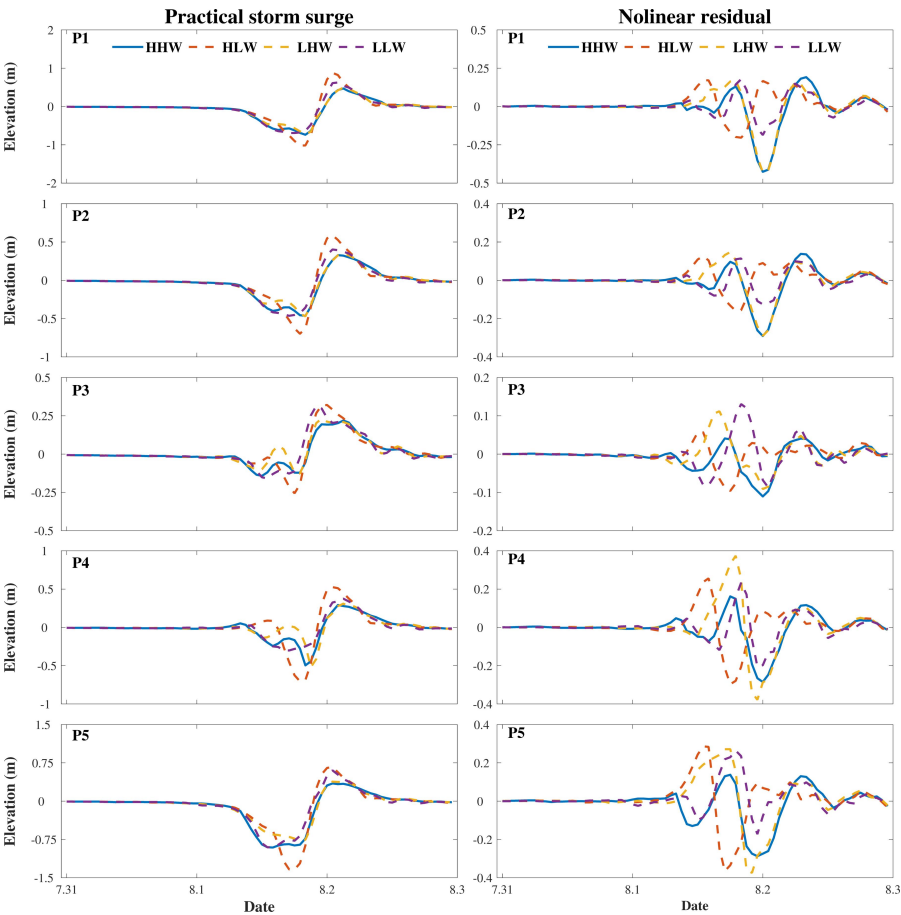 Practical storm surge
Nolinear residual
P1
HHW HLW LHW LLW
2
1
0
-1
-2
Elevation (m)
P1
HHW HLW LHW LLW
0.5
0.25
0
-0.25
-0.5
P2
1
0.5
0
-0.5
-1
Elevation (m)
P2
0.4
0.2
0
-0.2
-0.4
P3
0.5
0.25
0
-0.25
-0.5
Elevation (m)
P3
0.2
0.1
0
-0.1
-0.2
P4
1
0.5
0
-0.5
-1
Elevation (m)
P4
0.4
0.2
0
-0.2
-0.4
P5
1.5
0.75
0
-0.75
-1.5
Elevation (m)
7.31 8.1 8.2 8.3
Date
P5
0.4
0.2
0
-0.2
-0.4
7.31 8.1 8.2 8.3
Date